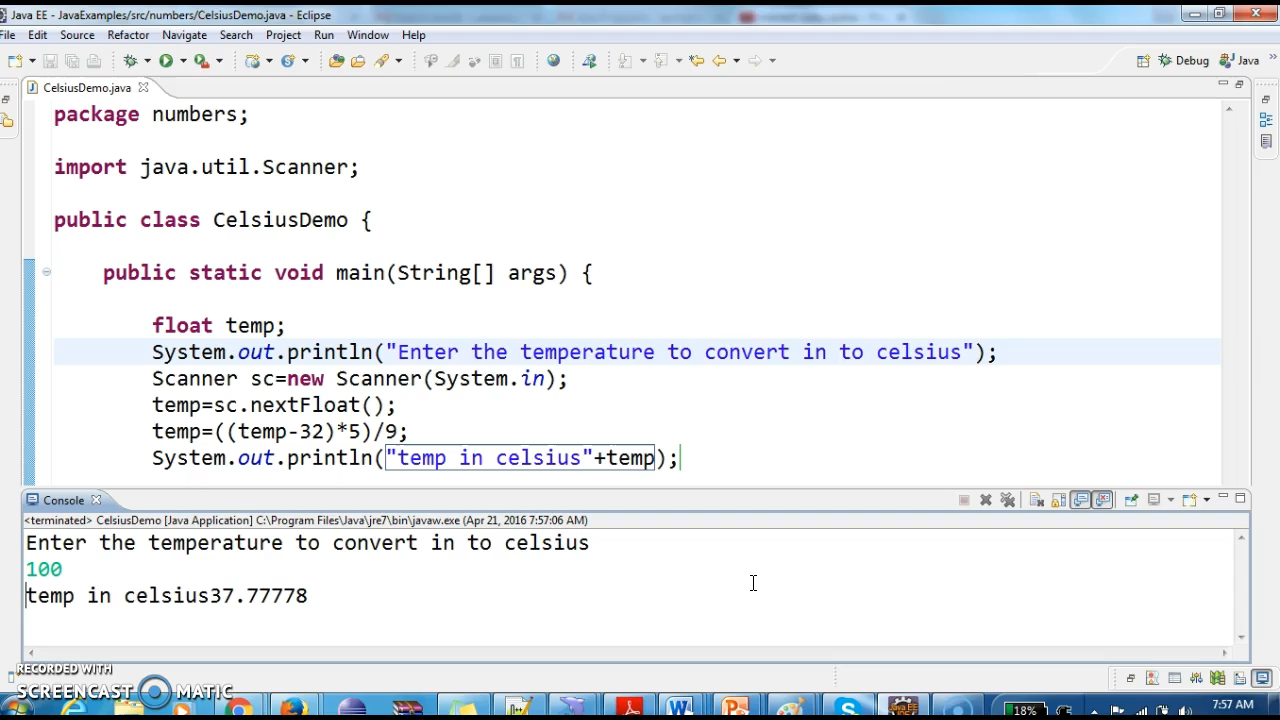 Java EE - JavaExamples/src/numbers/CelsiusDemo.java - Eclipse
File Edit Source Refactor Navigate Search Project Run Window Help
Debug Java
CelsiusDemo.java
package numbers;
import java.util.Scanner;
public class CelsiusDemo {
public static void main(String[] args) {
float temp;
System.out.println("Enter the temperature to convert in to celsius");
Scanner sc=new Scanner(System.in);
temp=sc.nextFloat();
temp=((temp-32)*5)/9;
System.out.println("temp in celsius"+temp);
Console
<terminated> CelsiusDemo [Java Application] C:\Program Files\Java\jre7\bin\javaw.exe (Apr 21, 2016 7:57:06 AM)
Enter the temperature to convert in to celsius
100
temp in celsius37.77778
RECORDED WITH
SCREENCAST MATIC
18%
7:57 AM